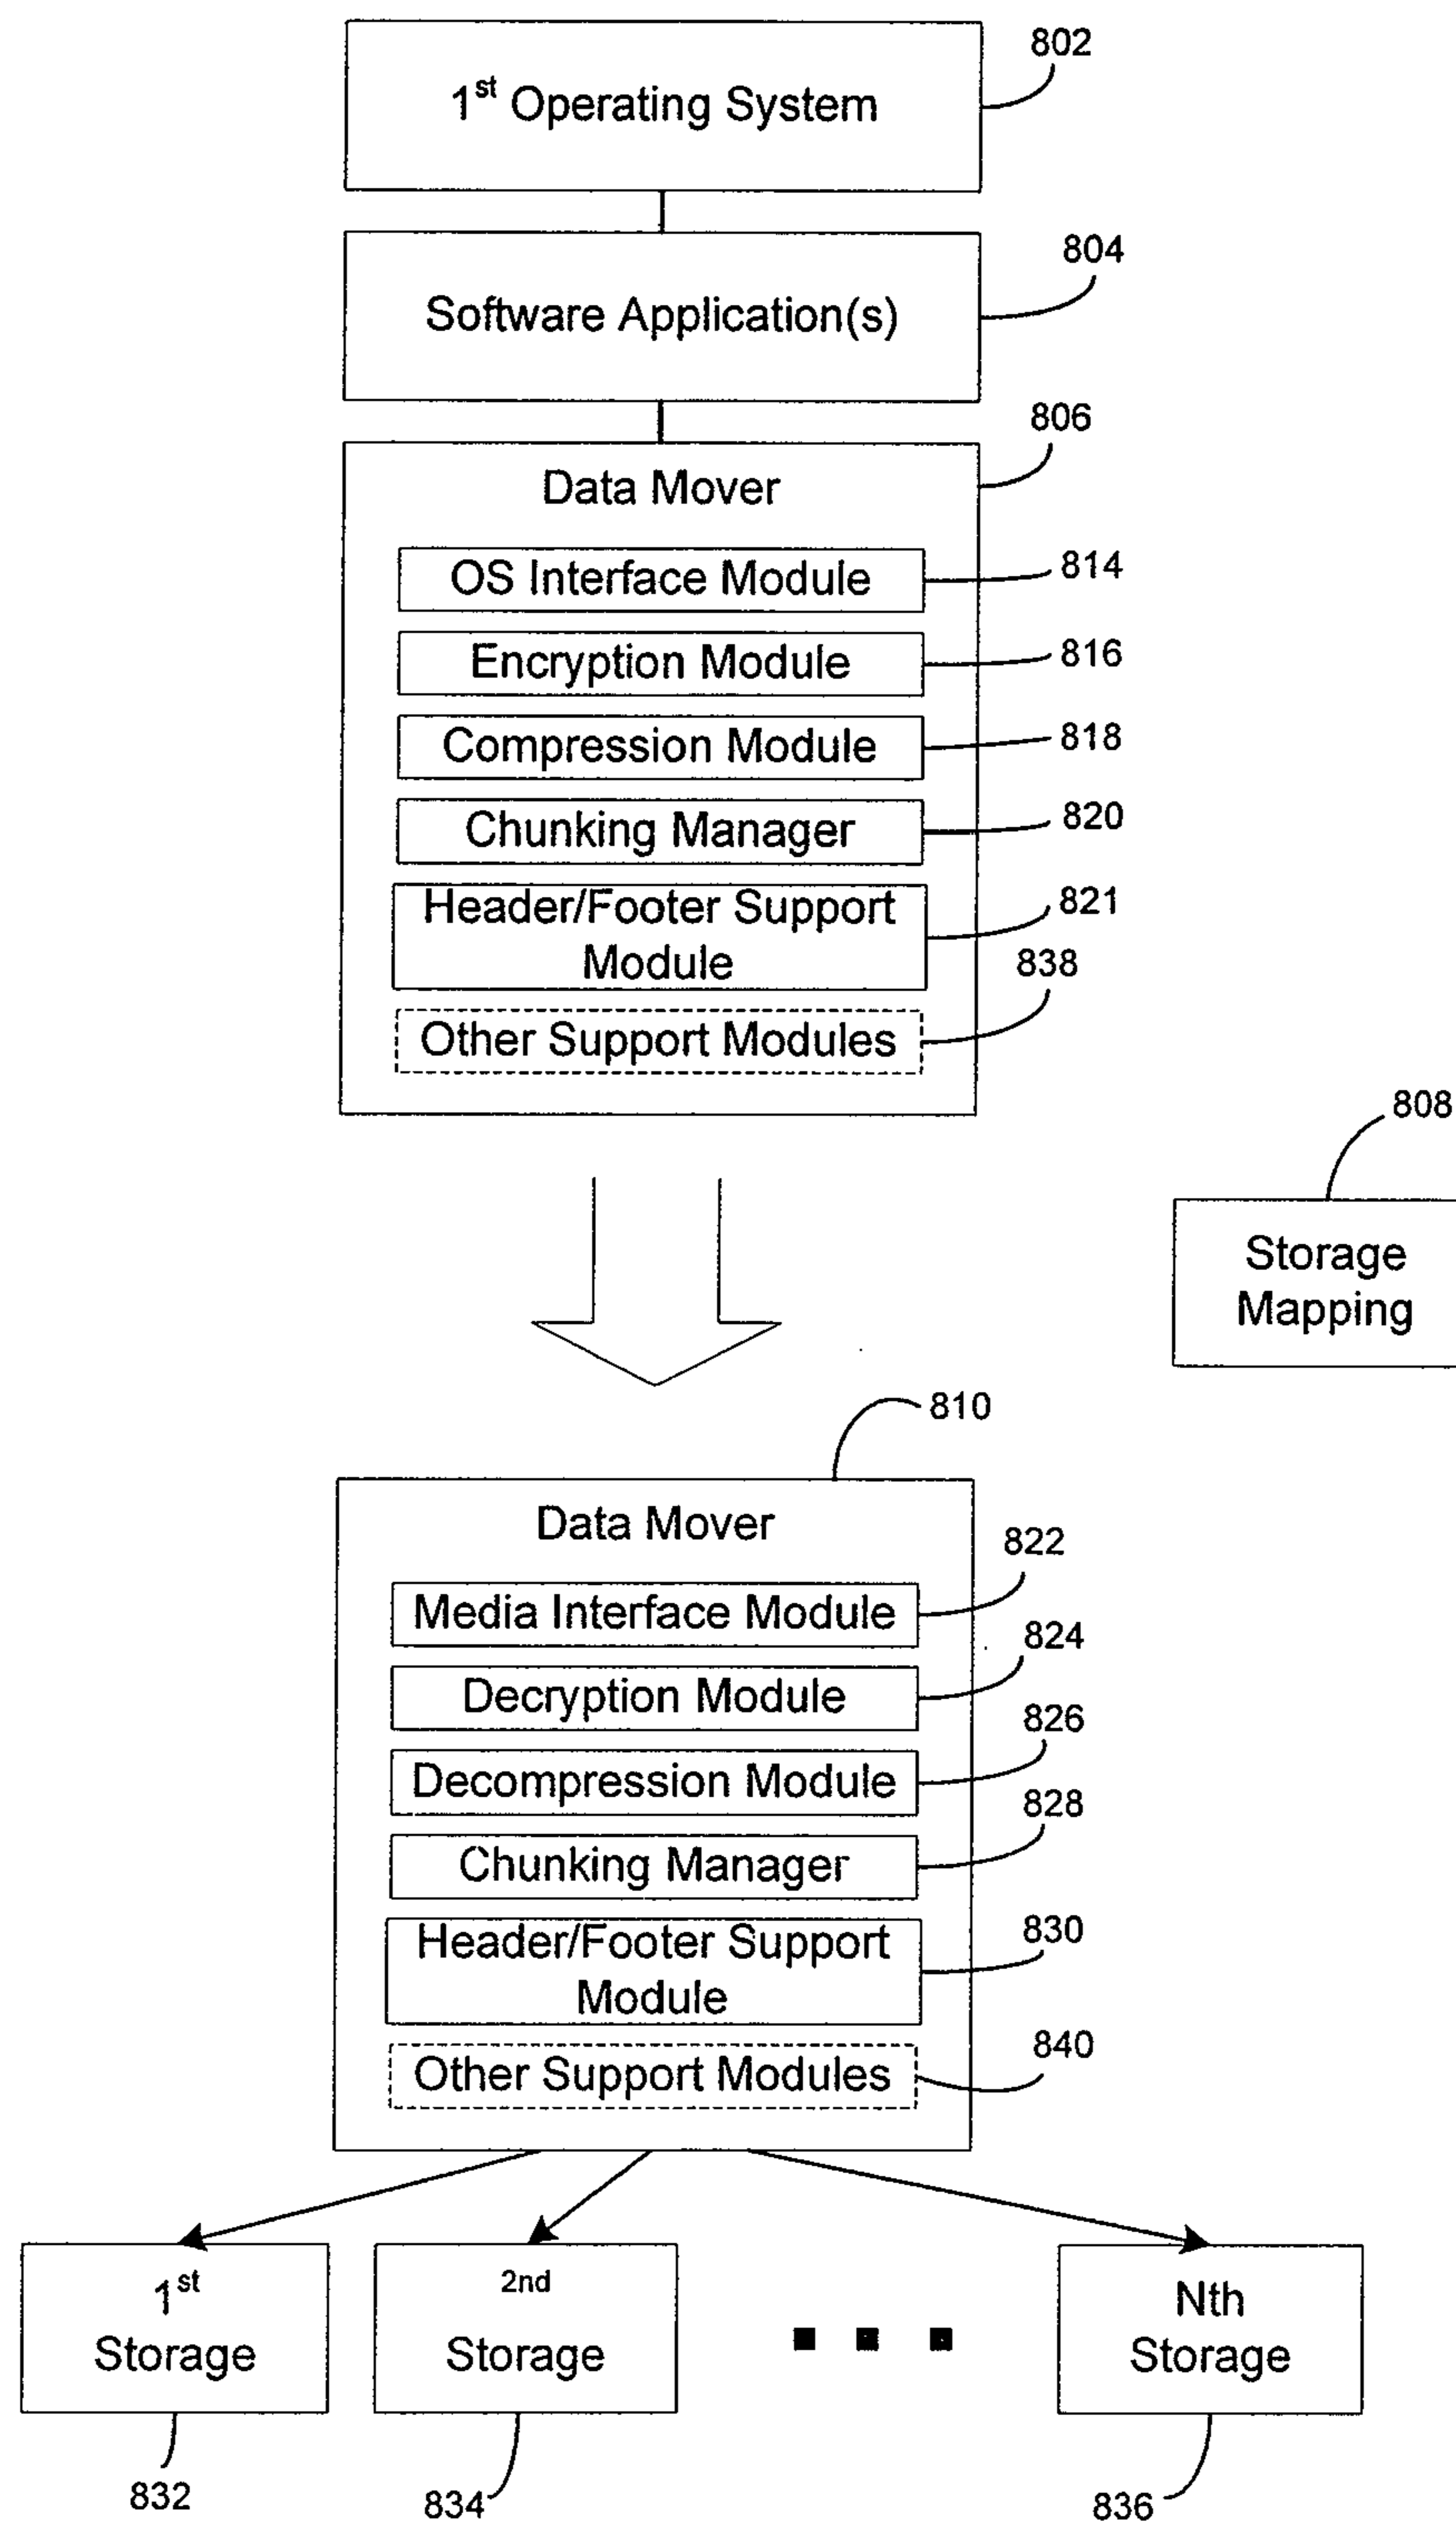 802
1st Operating System
804
Software Application(s)
806
Data Mover
OS Interface Module
814
Encryption Module
816
Compression Module
818
Chunking Manager
820
Header/Footer Support
Module
821
838
Other Support Modules
808
Storage
Mapping
810
Data Mover
822
Media Interface Module
824
Decryption Module
826
Decompression Module
828
Chunking Manager
830
Header/Footer Support
Module
840
Other Support Modules
1st
Storage
2nd
Storage
Nth
Storage
832
834
836